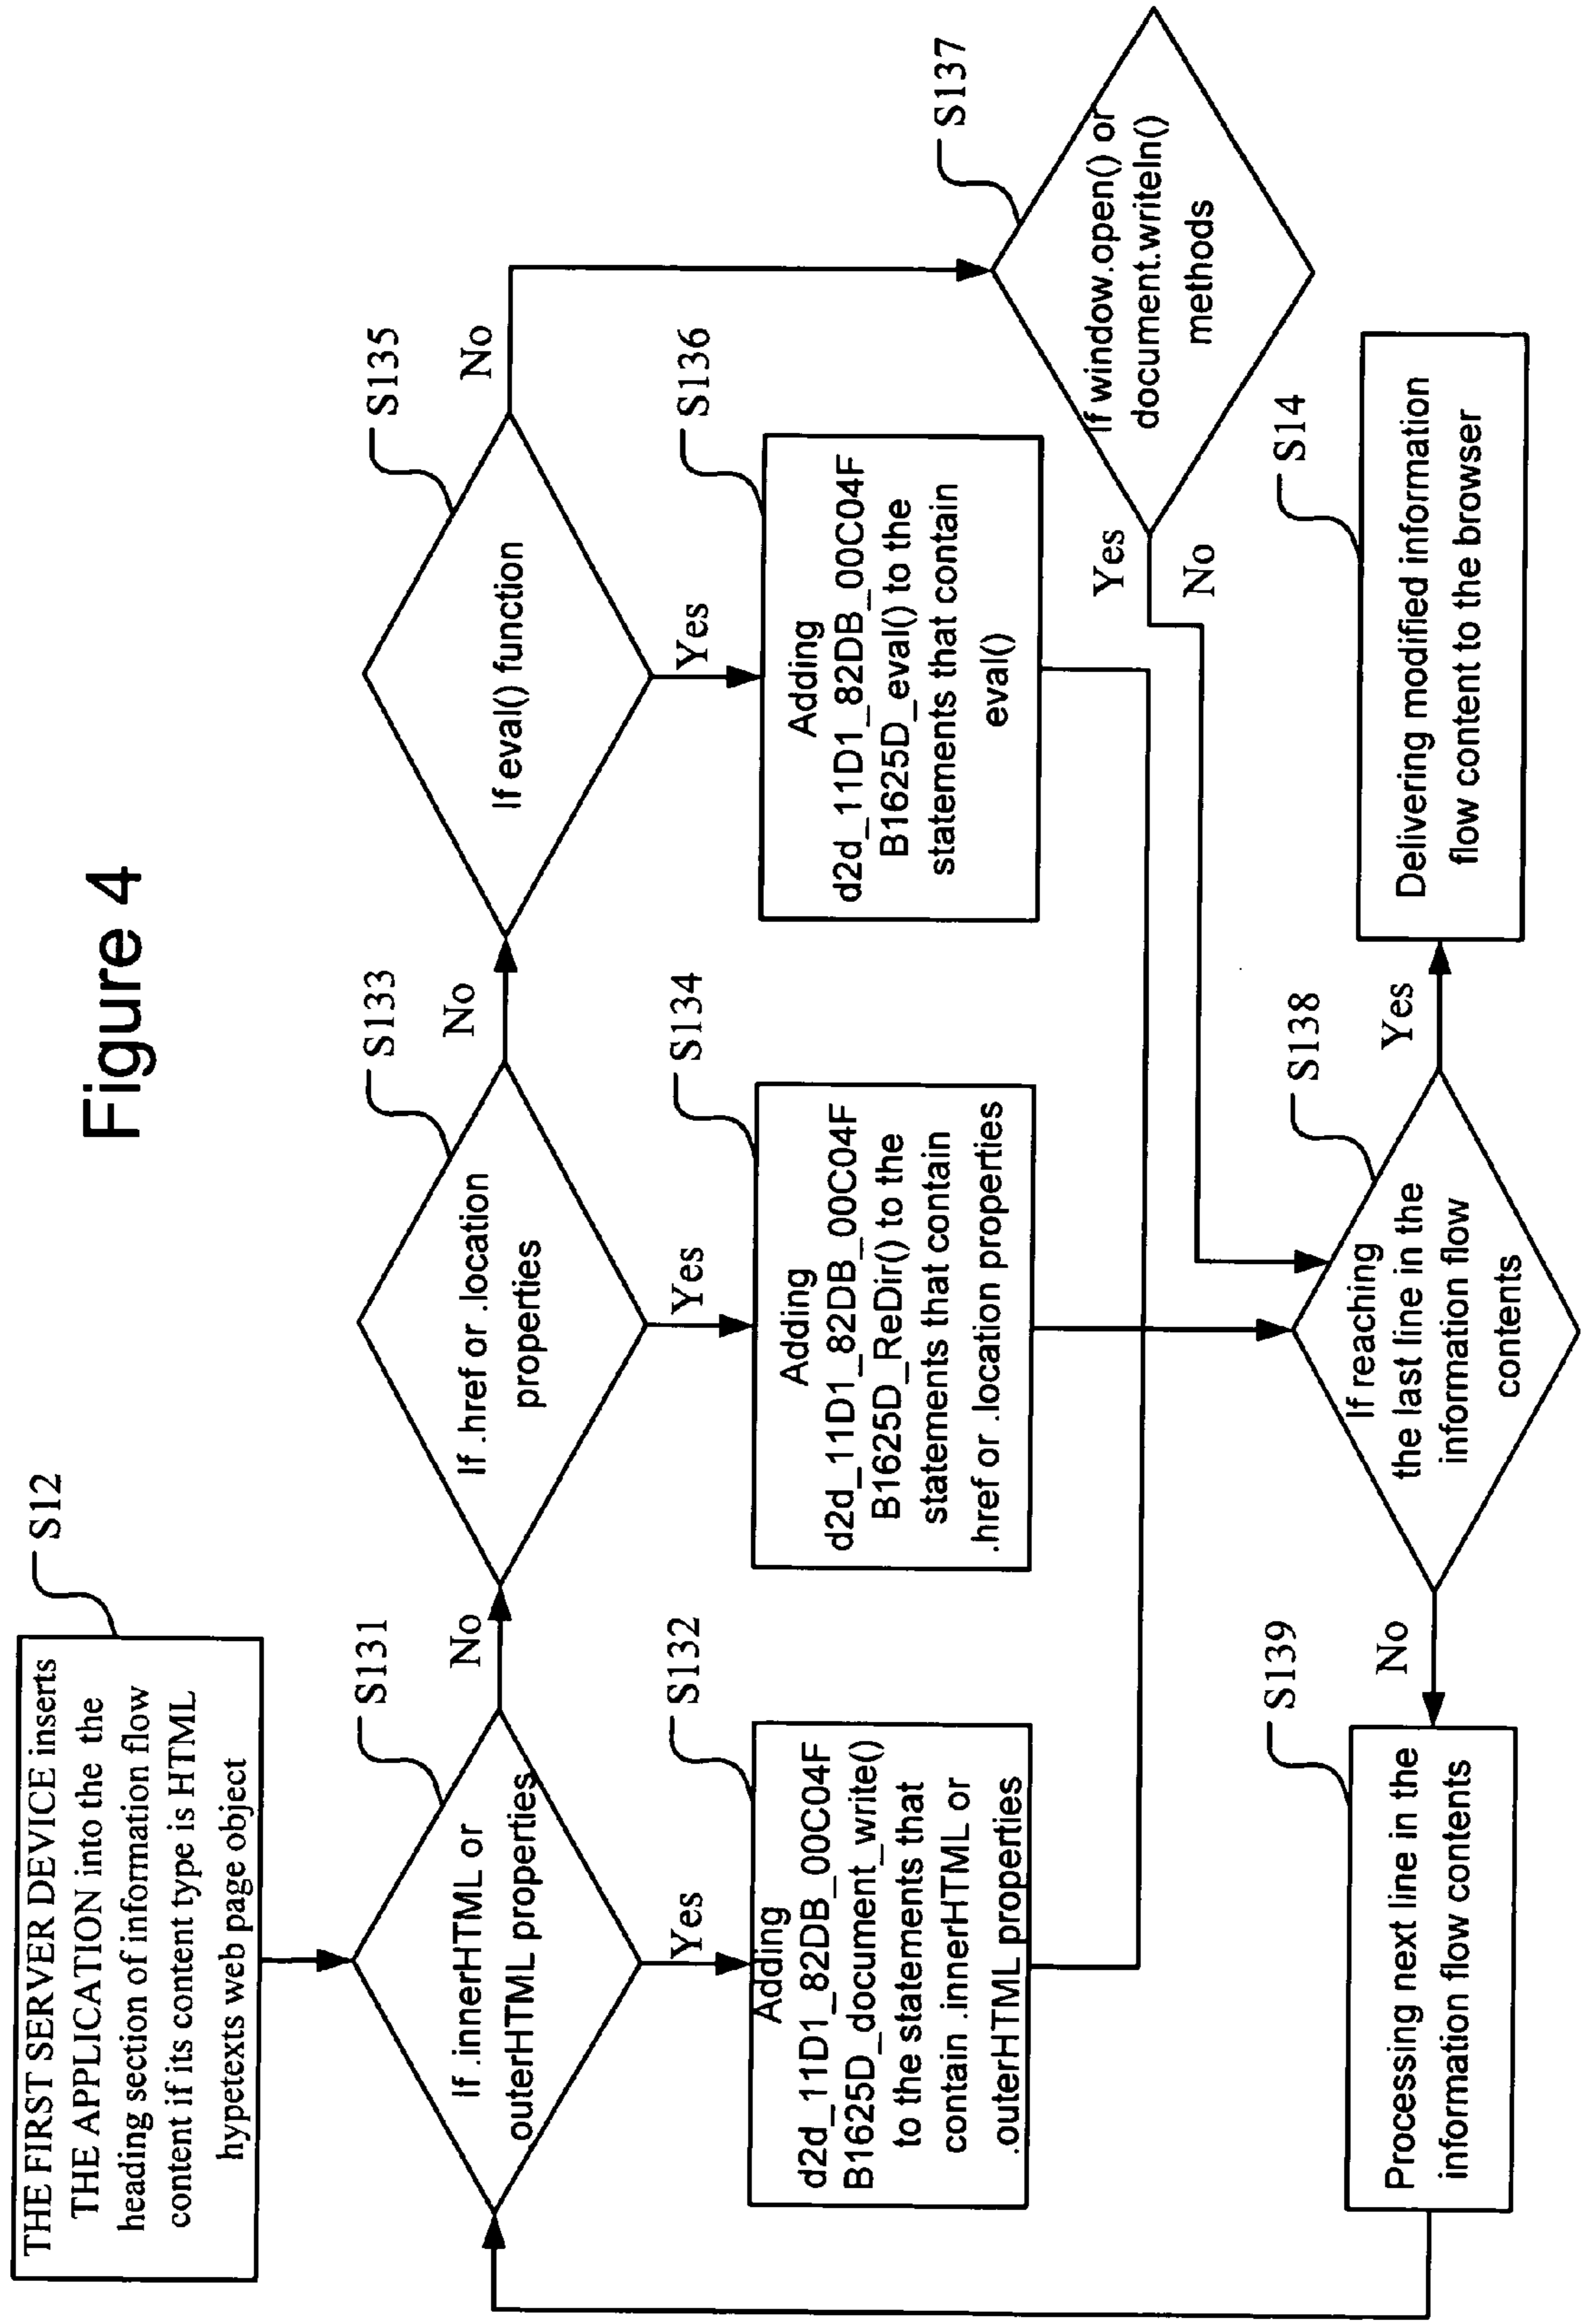 Figure 4
S12
THE FIRST SERVER DEVICE inserts
THE APPLICATION into the the
heading section of information flow
content if its content type is HTML
hypetexts web page object
S131
If .innerHTML or
outerHTML properties
No
Yes
S133
If .href or .location
properties
No
Yes
S135
If eval() function
No
Yes
S132
Adding
d2d_11D1_82DB_00C04F
B1625D_document_write()
to the statements that
contain .innerHTML or
.outerHTML properties
S134
Adding
d2d_11D1_82DB_00C04F
B1625D_ReDir() to the
statements that contain
.href or .location properties
S136
Adding
d2d_11D1_82DB_00C04F
B1625D_eval() to the
statements that contain
eval()
S137
If window.open() or
document.writeln()
methods
Yes
No
S139
Processing next line in the
information flow contents
No
S138
If reaching
the last line in the
information flow
contents
Yes
S14
Delivering modified information
flow content to the browser